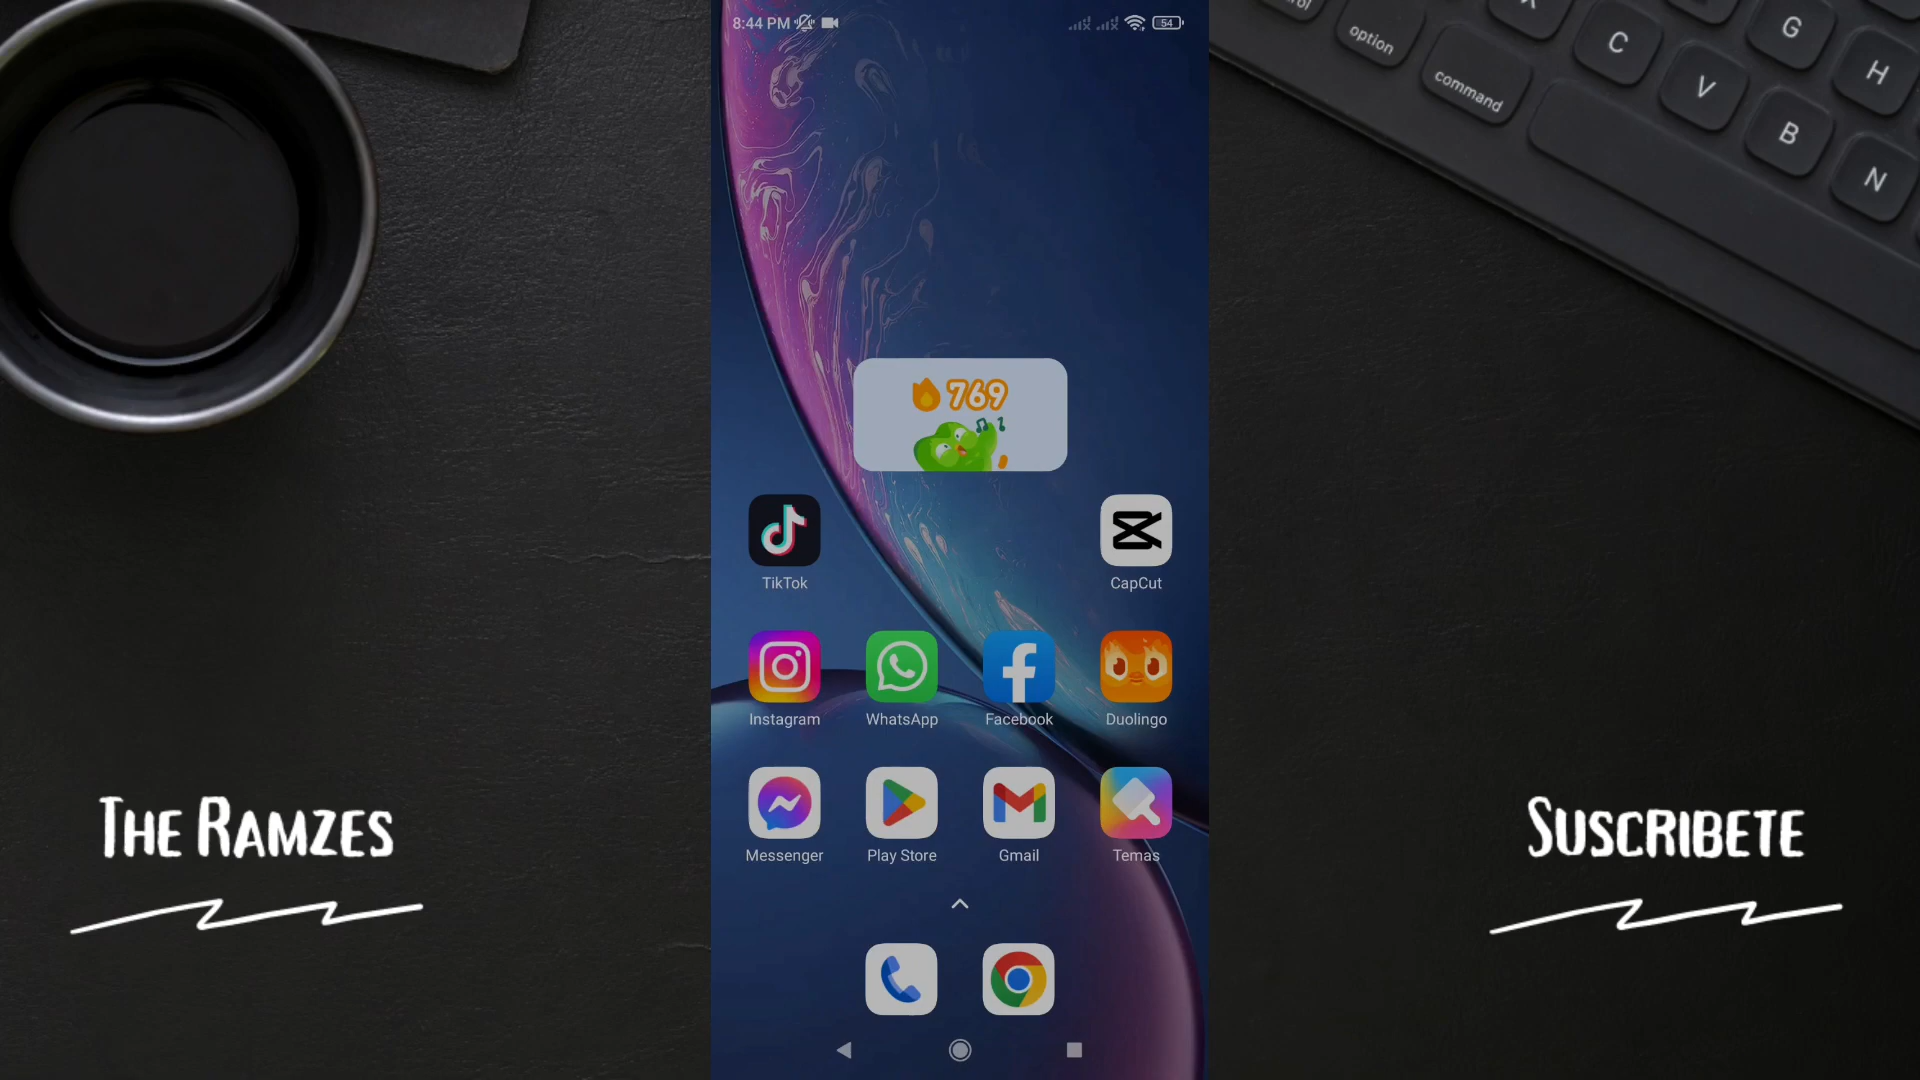 8:44 PM
54
option
command
C
V
G
B
H
N
769
TikTok
CapCut
Instagram
WhatsApp
Facebook
Duolingo
Messenger
Play Store
Gmail
Temas
The Ramzes
Suscribete